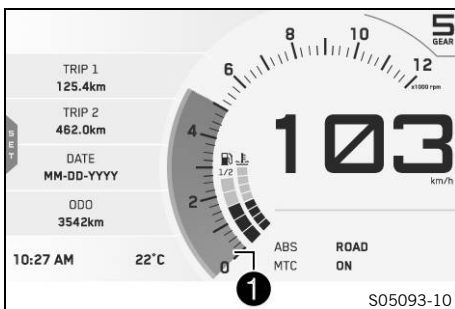 5
GEAR
TRIP 1
125.4km
TRIP 2
462.0km
DATE
MM-DD-YYYY
ODO
3542km
10:27 AM
22°C
SET
0
2
4
6
8
10
12
x1000 rpm
1/2
103
km/h
ABS ROAD
MTC ON
1
S05093-10